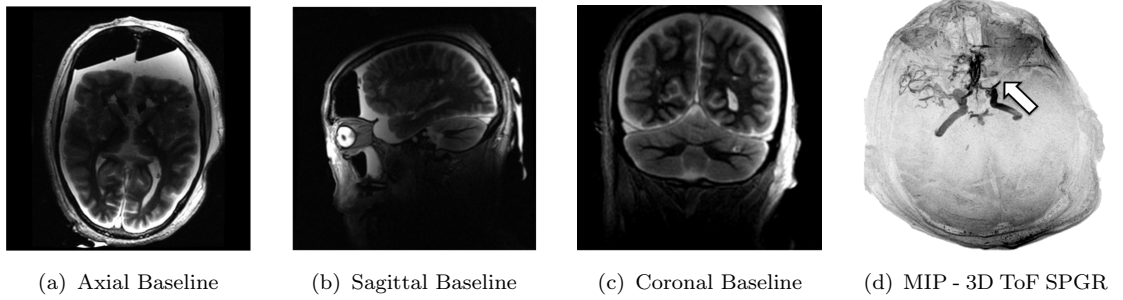 (a) Axial Baseline
(b) Sagittal Baseline
(c) Coronal Baseline
(d) MIP - 3D ToF SPGR